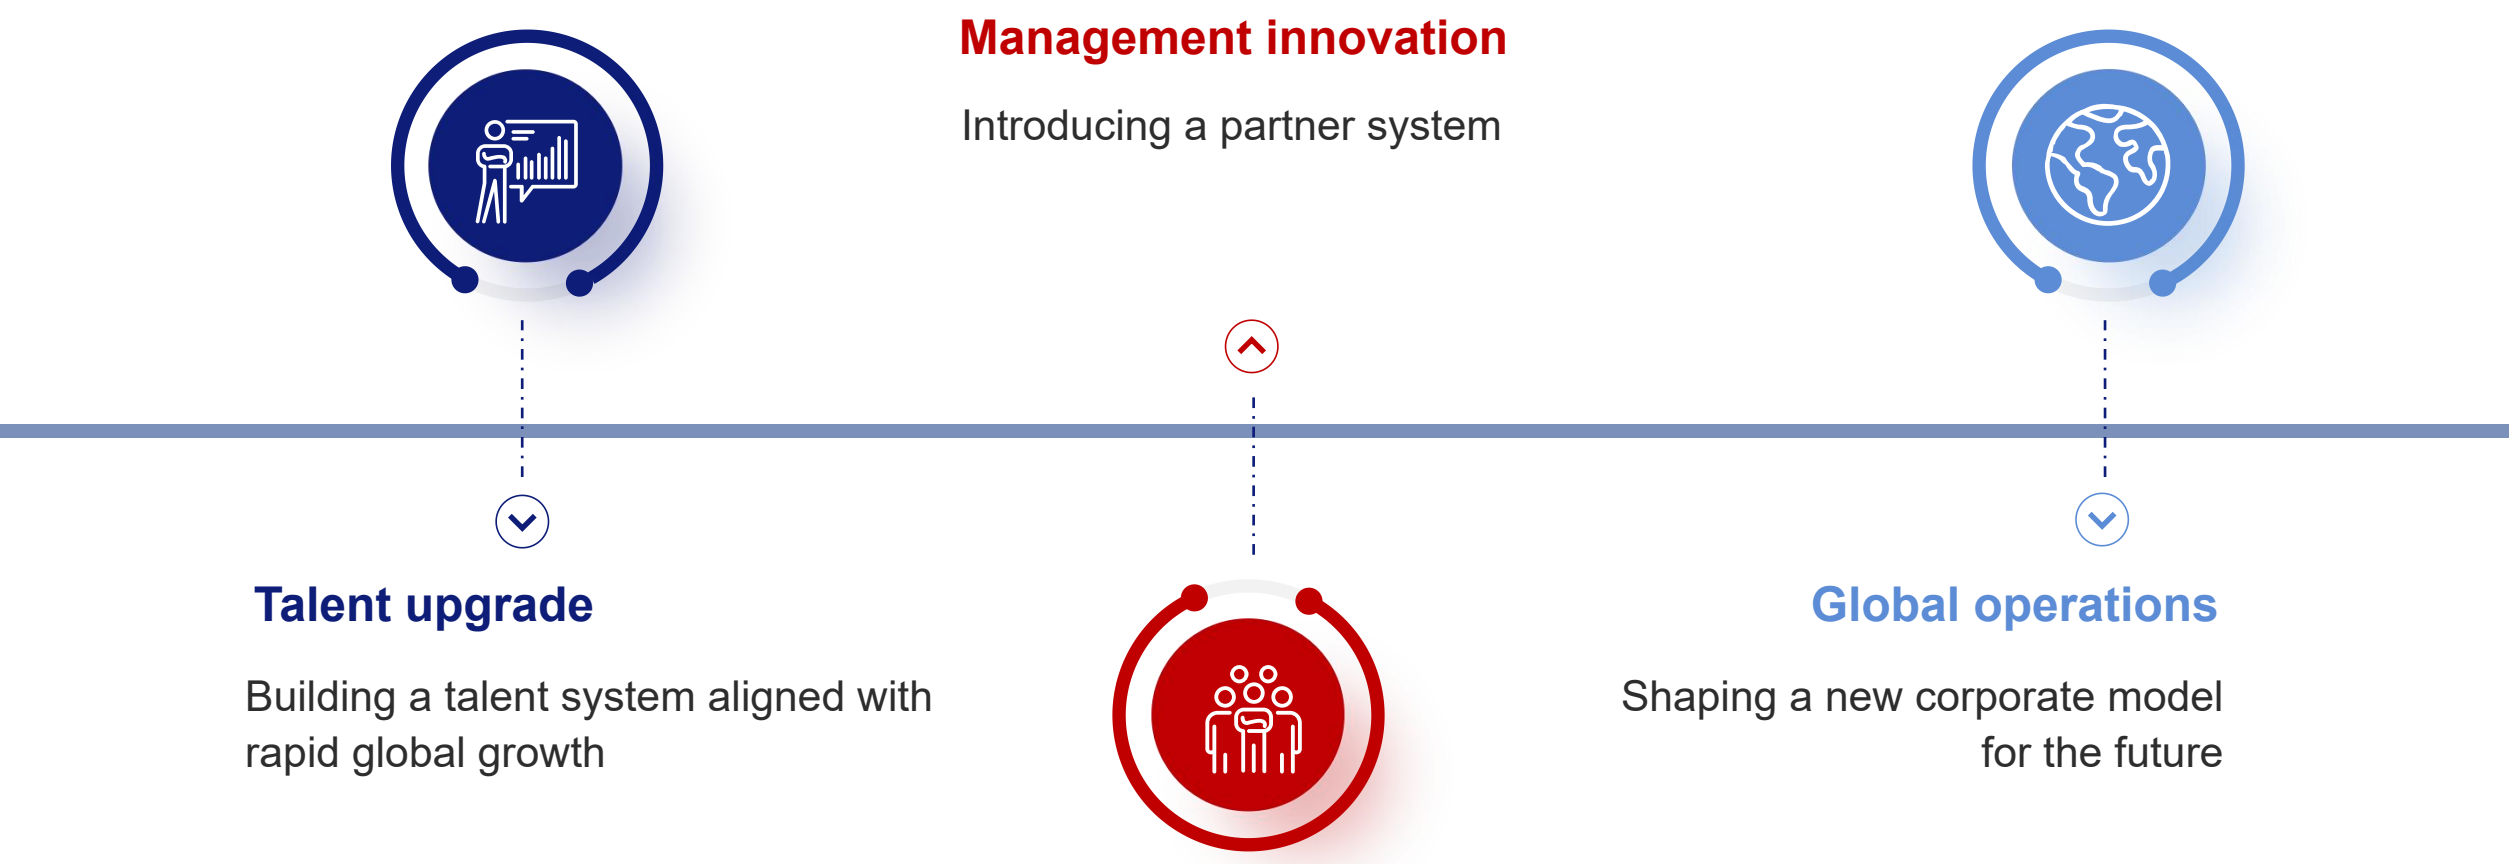 Management innovation
Introducing a partner system
Talent upgrade
Building a talent system aligned with
rapid global growth
Global operations
Shaping a new corporate model
for the future